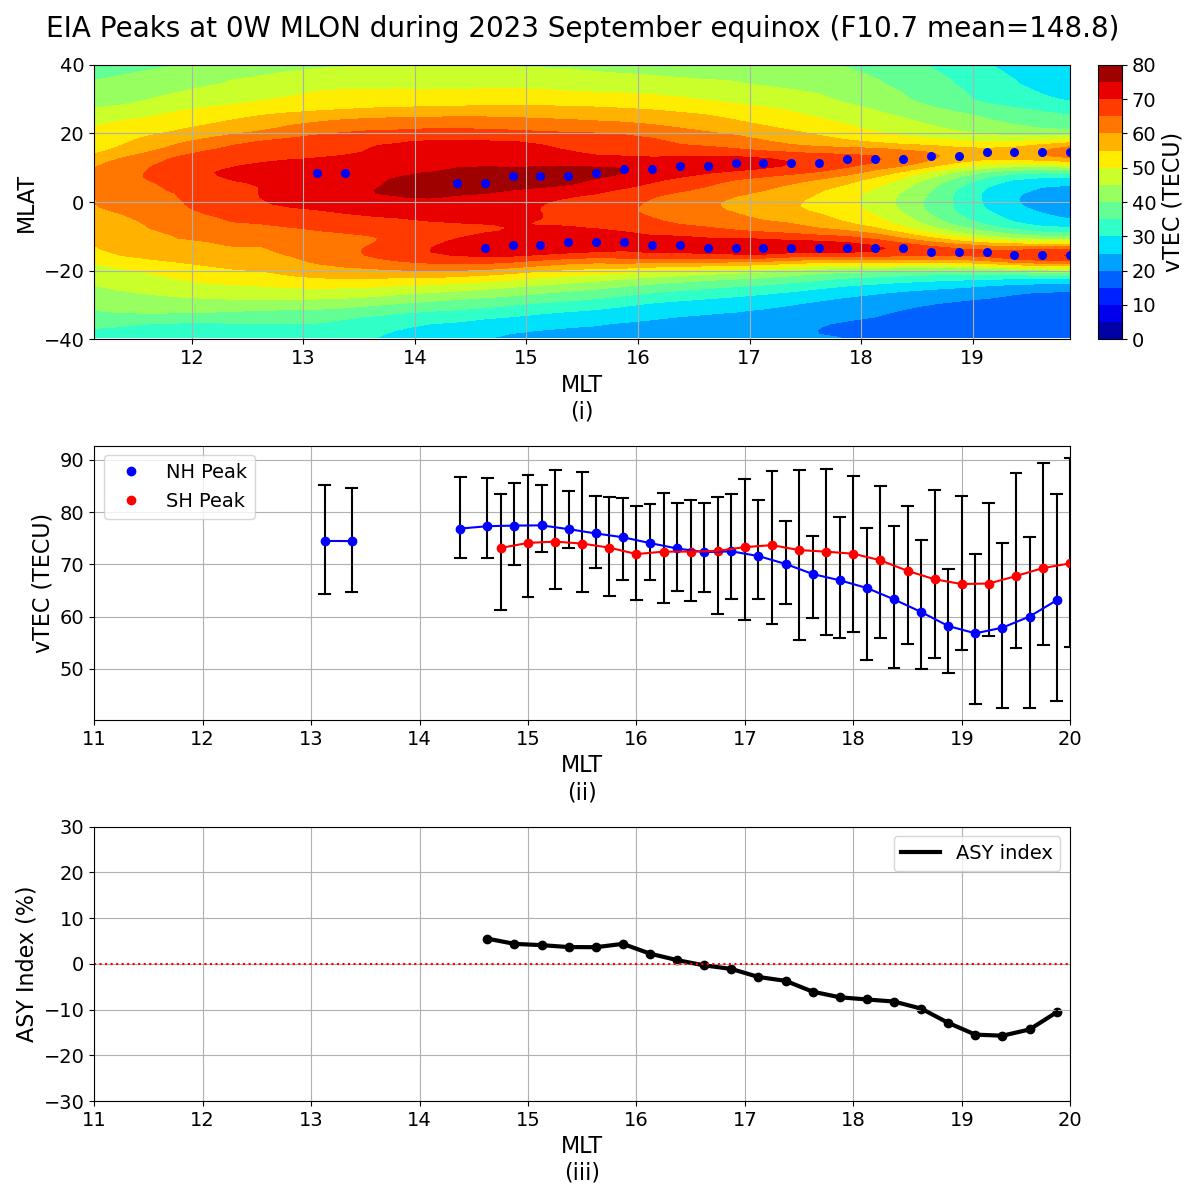 EIA Peaks at 0W MLON during 2023 September equinox (F10.7 mean=148.8)
40
20
0
−20
−40
MLAT
12 13 14 15 16 17 18 19
MLT
(i)
80
70
60
50
40
30
20
10
0
vTEC (TECU)
NH Peak
SH Peak
90
80
70
60
50
vTEC (TECU)
11 12 13 14 15 16 17 18 19 20
MLT
(ii)
ASY index
30
20
10
0
−10
−20
−30
ASY Index (%)
11 12 13 14 15 16 17 18 19 20
MLT
(iii)